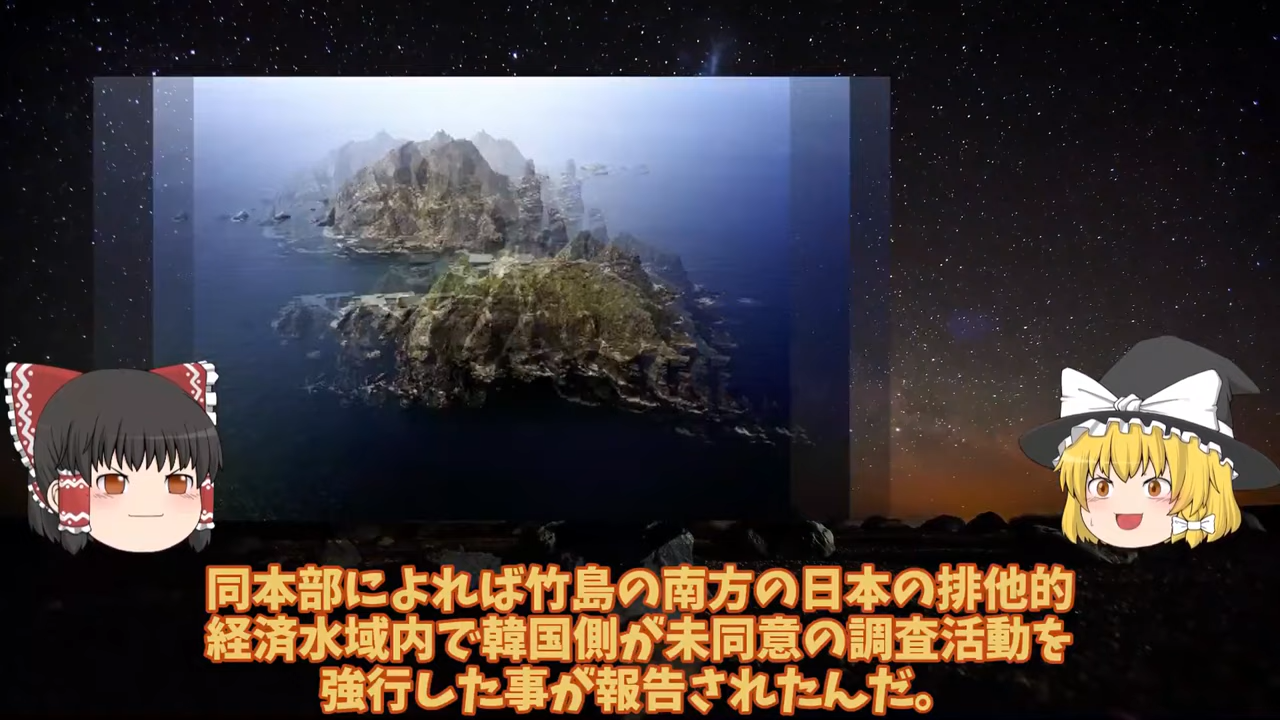 同本部によれば竹島の南方の日本の排他的
経済水域内で韓国側が未同意の調査活動を
強行した事が報告されたんだ。